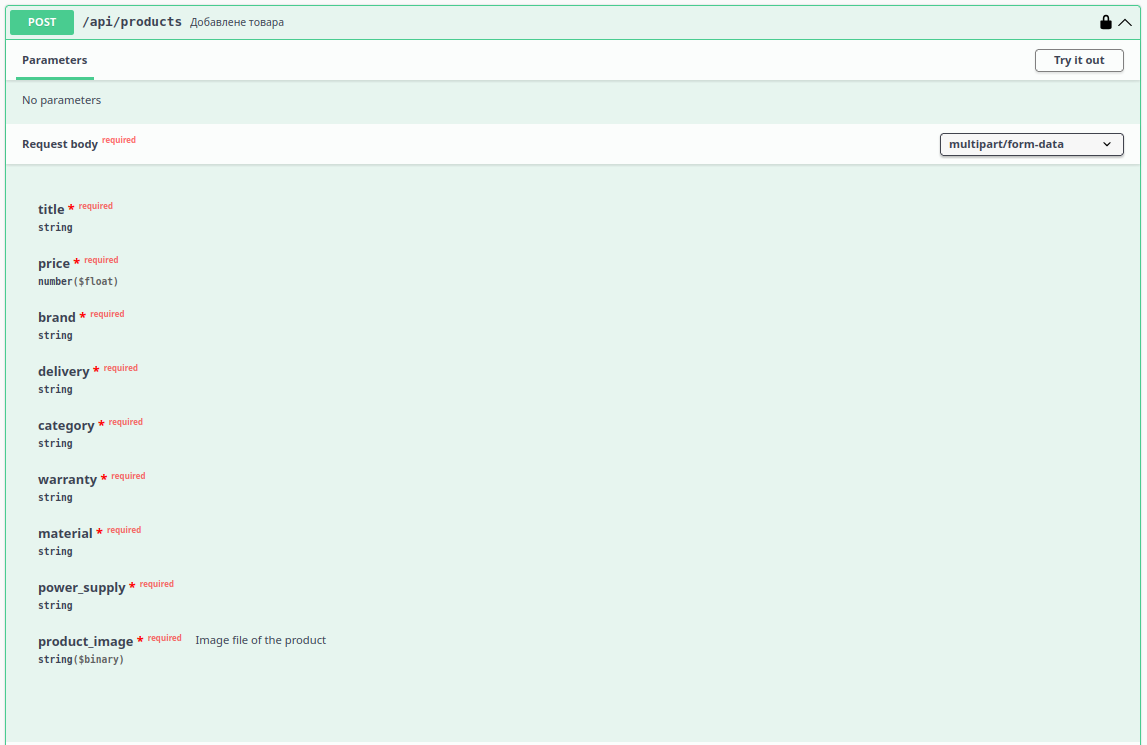 POST /api/products Добавлене товара
Parameters Try it out
No parameters
Request body required multipart/form-data
title * required
string
price * required
number($float)
brand * required
string
delivery * required
string
category * required
string
warranty * required
string
material * required
string
power_supply * required
string
product_image * required Image file of the product
string($binary)